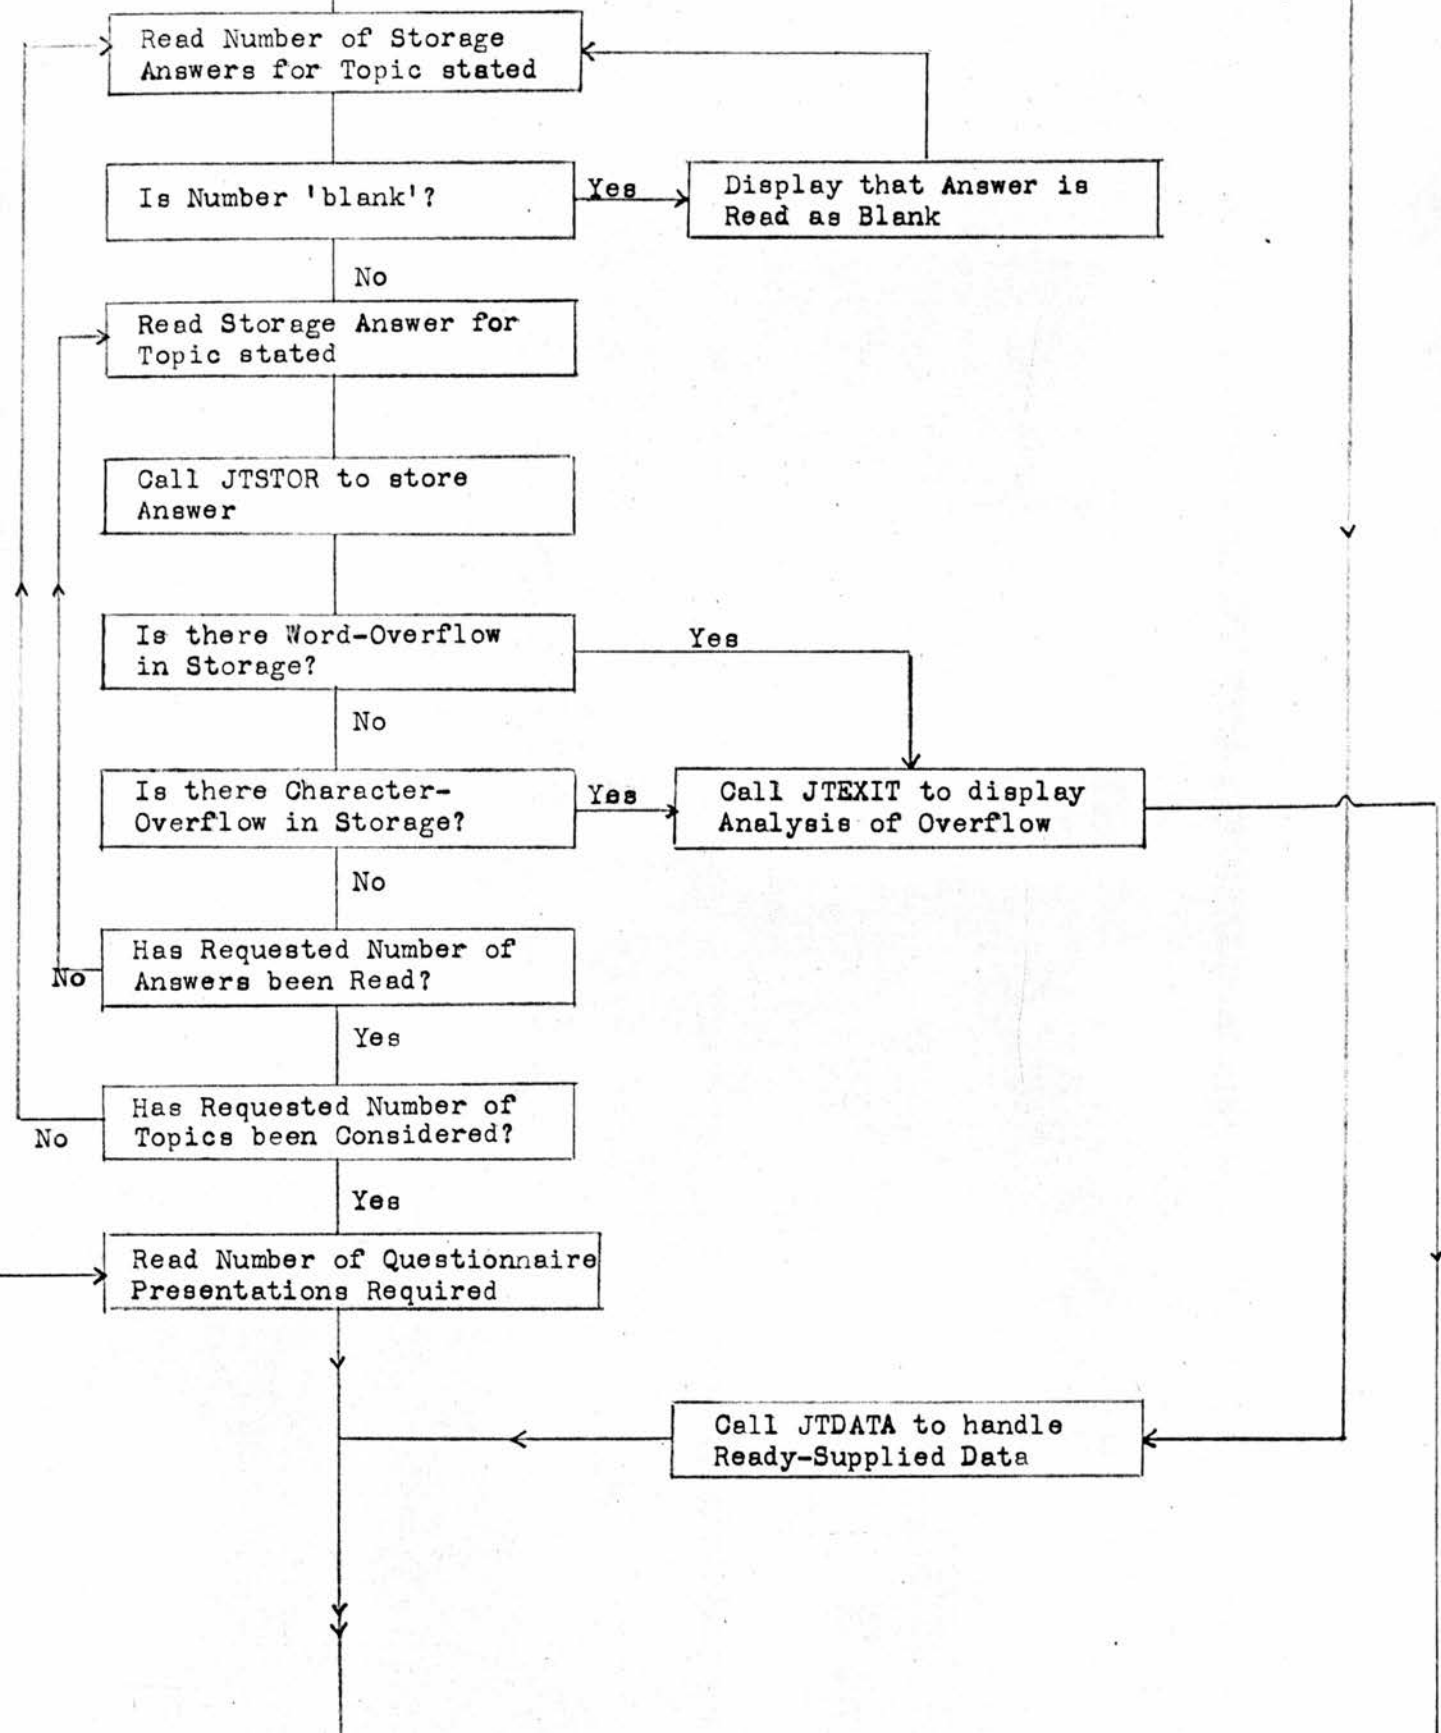 Read Number of Storage
Answers for Topic stated
Is Number 'blank'?
Yes
Display that Answer is
Read as Blank
No
Read Storage Answer for
Topic stated
Call JTSTOR to store
Answer
Is there Word-Overflow
in Storage?
Yes
No
Is there Character-
Overflow in Storage?
Yes
Call JTEXIT to display
Analysis of Overflow
No
Has Requested Number of
Answers been Read?
No
Yes
Has Requested Number of
Topics been Considered?
No
Yes
Read Number of Questionnaire
Presentations Required
Call JTDATA to handle
Ready-Supplied Data